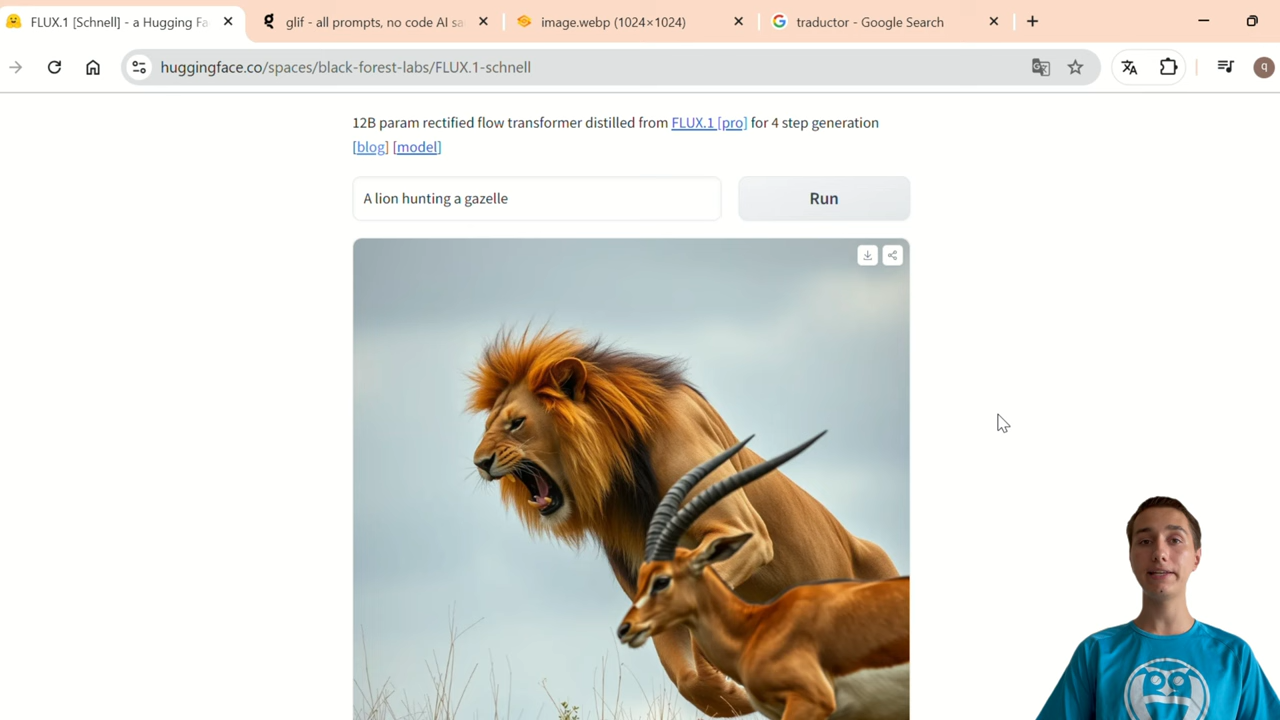 FLUX.1 [Schnell] - a Hugging Fa
glif - all prompts, no code AI sa
image.webp (1024×1024)
traductor - Google Search
huggingface.co/spaces/black-forest-labs/FLUX.1-schnell
q
12B param rectified flow transformer distilled from FLUX.1 [pro] for 4 step generation
[blog] [model]
A lion hunting a gazelle
Run